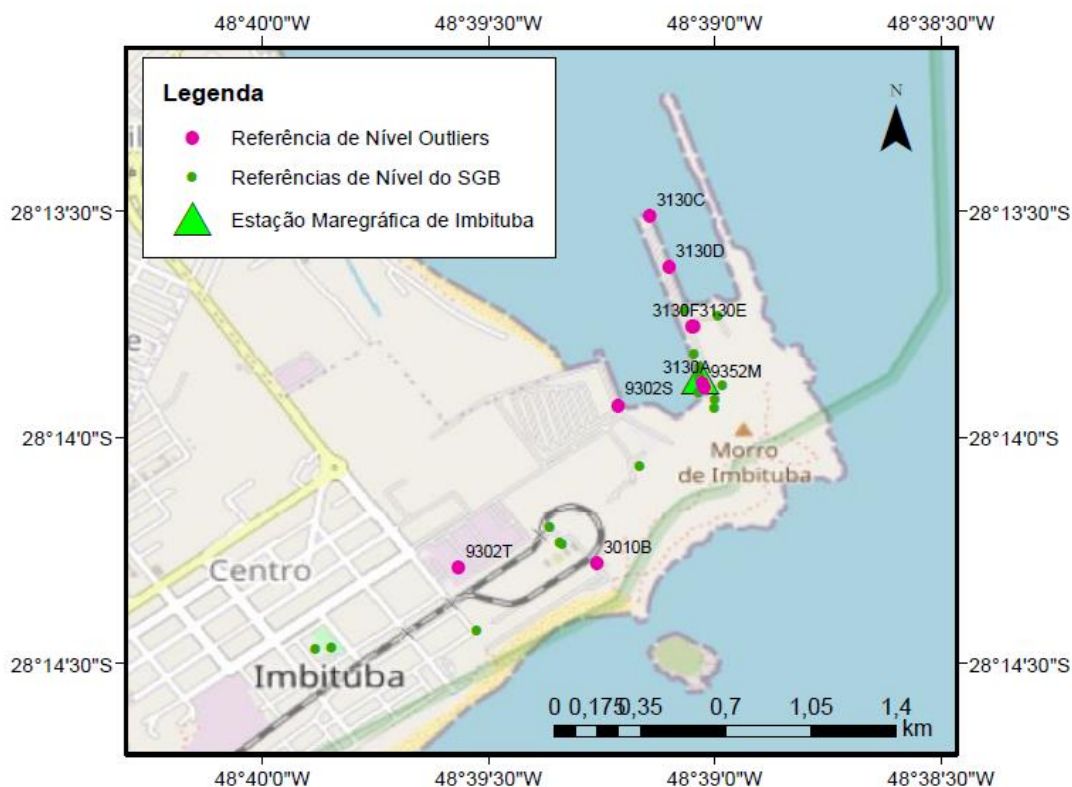 48°40'0"W 48°39'30"W 48°39'0"W 48°38'30"W
Legenda
Referência de Nível Outliers
Referências de Nível do SGB
Estação Maregráfica de Imbituba
N
28°13'30"S 28°13'30"S
3130C
3130D
3130F 3130E
3130A 9352M
9302S
28°14'0"S 28°14'0"S
Morro
de Imbituba
9302T 3010B
Centro
28°14'30"S 28°14'30"S
Imbituba
0 0,175 0,35 0,7 1,05 1,4
km
48°40'0"W 48°39'30"W 48°39'0"W 48°38'30"W